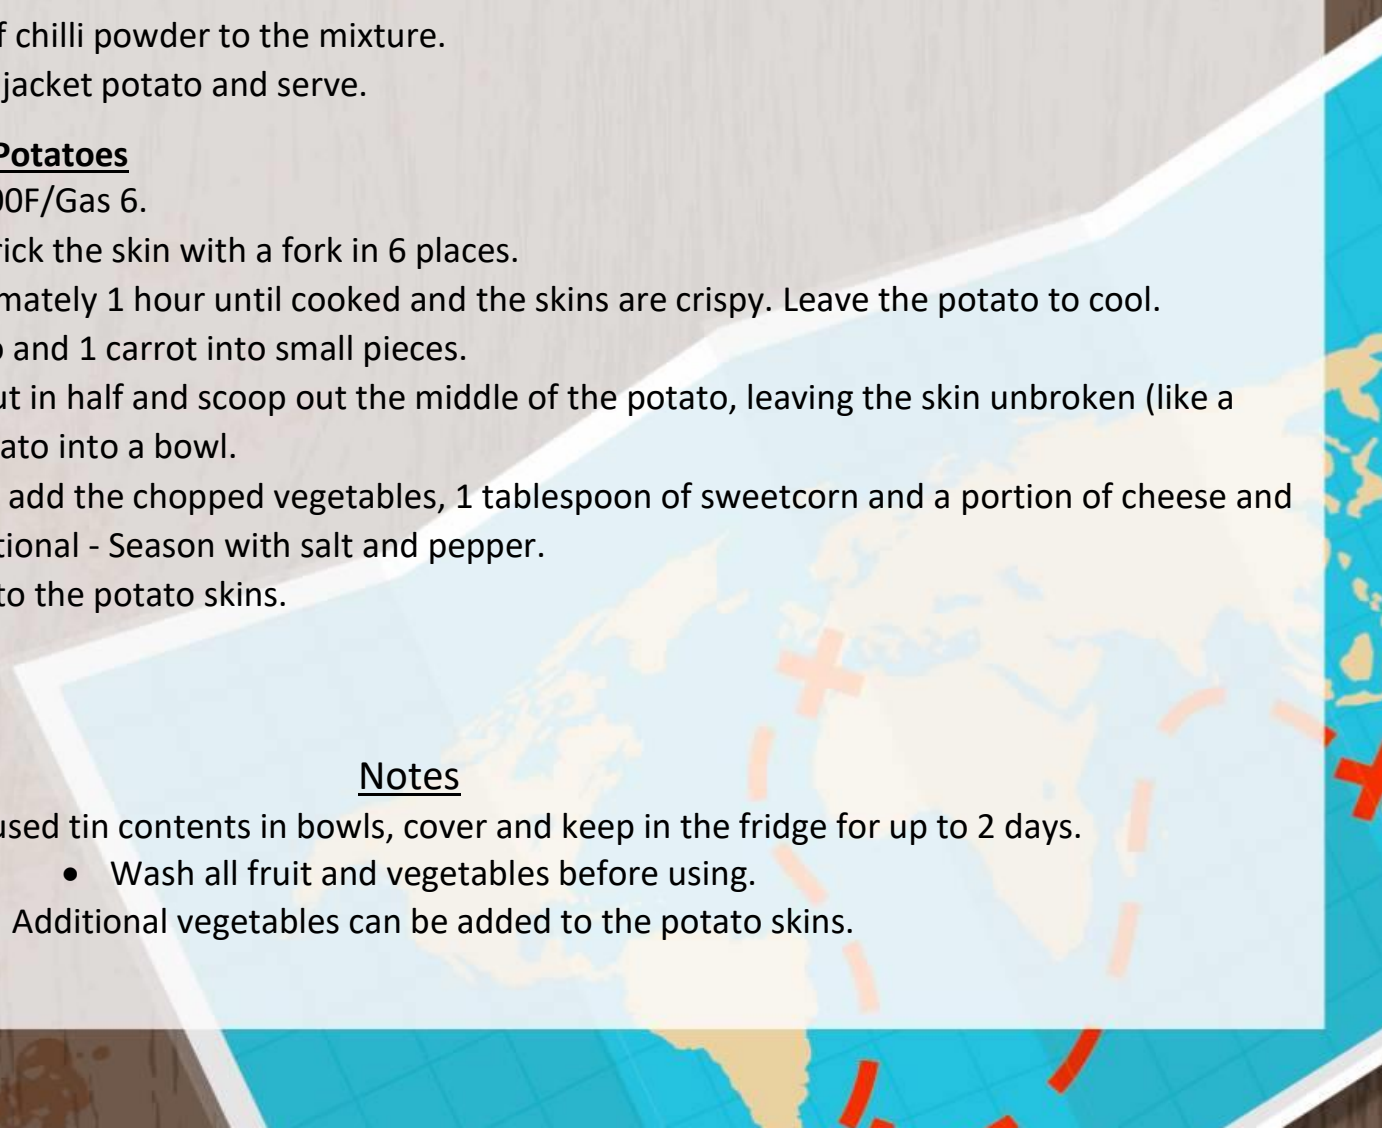 f chilli powder to the mixture.
jacket potato and serve.
Potatoes
00F/Gas 6.
rick the skin with a fork in 6 places.
mately 1 hour until cooked and the skins are crispy. Leave the potato to cool.
and 1 carrot into small pieces.
ut in half and scoop out the middle of the potato, leaving the skin unbroken (like a
ato into a bowl.
add the chopped vegetables, 1 tablespoon of sweetcorn and a portion of cheese and
tional - Season with salt and pepper.
to the potato skins.
Notes
used tin contents in bowls, cover and keep in the fridge for up to 2 days.
• Wash all fruit and vegetables before using.
Additional vegetables can be added to the potato skins.